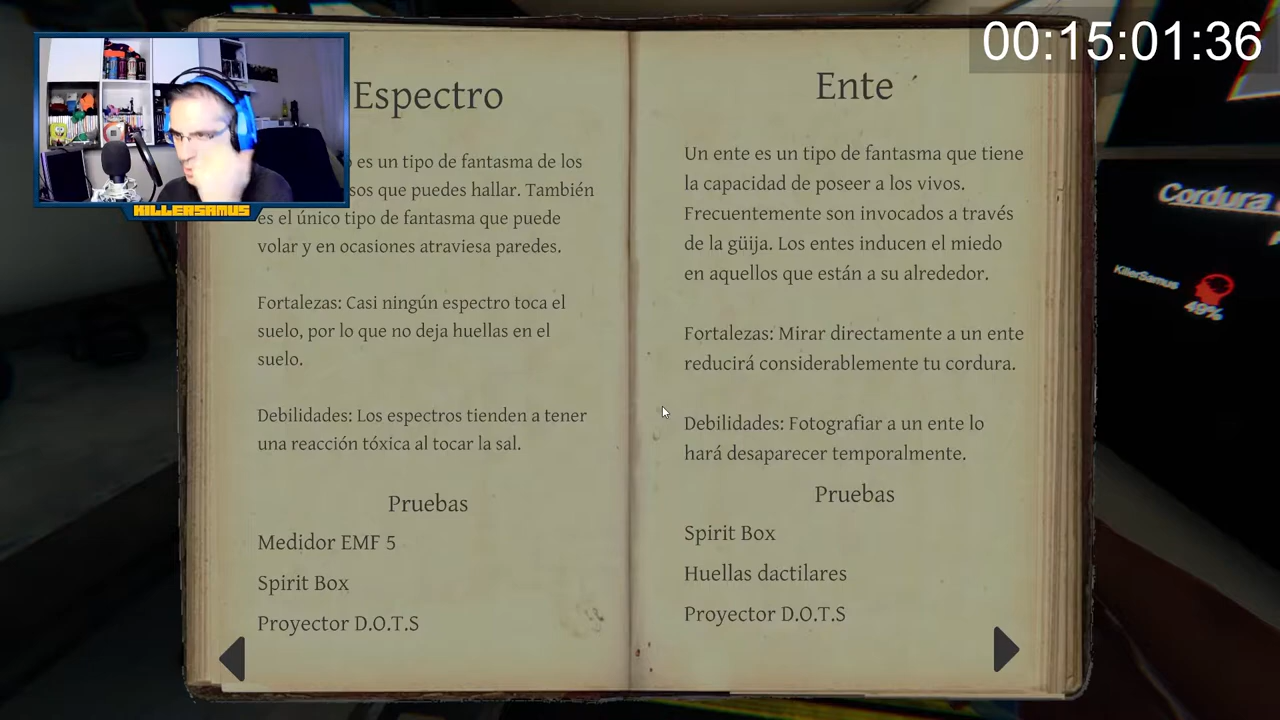 00:15:01:36
KILLERSAMUS
Espectro
es un tipo de fantasma de los
que puedes hallar. También
es el único tipo de fantasma que puede
volar y en ocasiones atraviesa paredes.
Fortalezas: Casi ningún espectro toca el
suelo, por lo que no deja huellas en el
suelo.
Debilidades: Los espectros tienden a tener
una reacción tóxica al tocar la sal.
Pruebas
Medidor EMF 5
Spirit Box
Proyector D.O.T.S
Ente
Un ente es un tipo de fantasma que tiene
la capacidad de poseer a los vivos.
Frecuentemente son invocados a través
de la güija. Los entes inducen el miedo
en aquellos que están a su alrededor.
Fortalezas: Mirar directamente a un ente
reducirá considerablemente tu cordura.
Debilidades: Fotografiar a un ente lo
hará desaparecer temporalmente.
Pruebas
Spirit Box
Huellas dactilares
Proyector D.O.T.S
Cordura
KillerSamus
49%